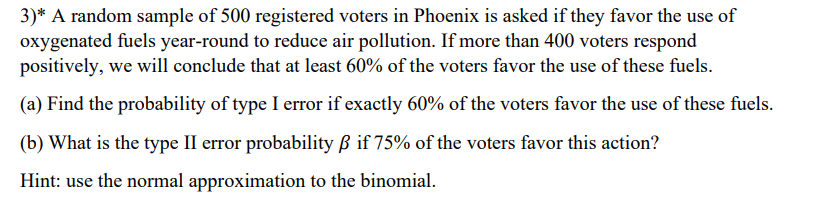 3)* A random sample of 500 registered voters in Phoenix is asked if they favor the use of
oxygenated fuels year-round to reduce air pollution. If more than 400 voters respond
positively, we will conclude that at least 60% of the voters favor the use of these fuels.
(a) Find the probability of type I error if exactly 60% of the voters favor the use of these fuels.
(b) What is the type II error probability β if 75% of the voters favor this action?
Hint: use the normal approximation to the binomial.